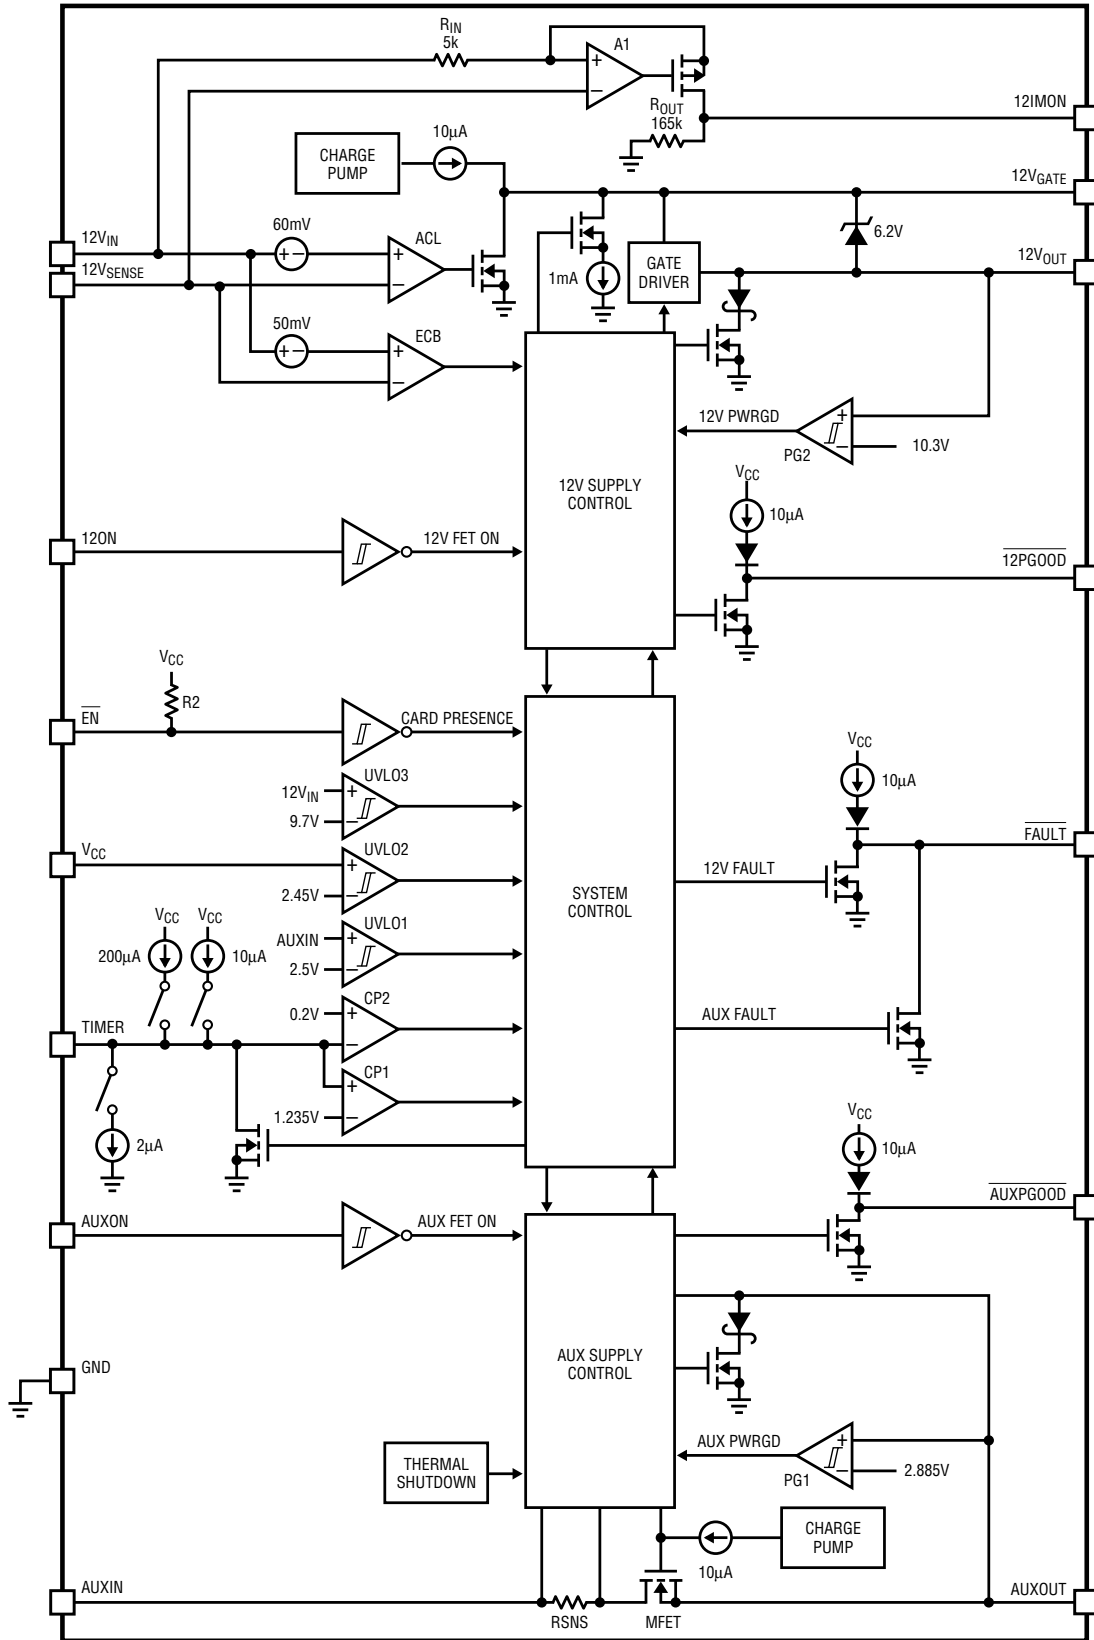 R_IN
5k
A1
12IMON
R_OUT
165k
10µA
CHARGE
PUMP
12V_GATE
60mV
ACL
6.2V
12V_IN
GATE
DRIVER
12V_OUT
12V_SENSE
1mA
50mV
ECB
12V PWRGD
PG2
10.3V
V_CC
12V SUPPLY
CONTROL
10µA
12ON
12V FET ON
12PGOOD
V_CC
R2
EN
CARD PRESENCE
V_CC
UVLO3
12V_IN
9.7V
10µA
FAULT
V_CC
UVLO2
2.45V
12V FAULT
SYSTEM
CONTROL
V_CC
V_CC
UVLO1
AUXIN
2.5V
200µA
10µA
CP2
0.2V
AUX FAULT
TIMER
CP1
1.235V
2µA
V_CC
10µA
AUXPGOOD
AUXON
AUX FET ON
AUX SUPPLY
CONTROL
GND
AUX PWRGD
PG1
2.885V
THERMAL
SHUTDOWN
CHARGE
PUMP
10µA
AUXIN
RSNS
MFET
AUXOUT